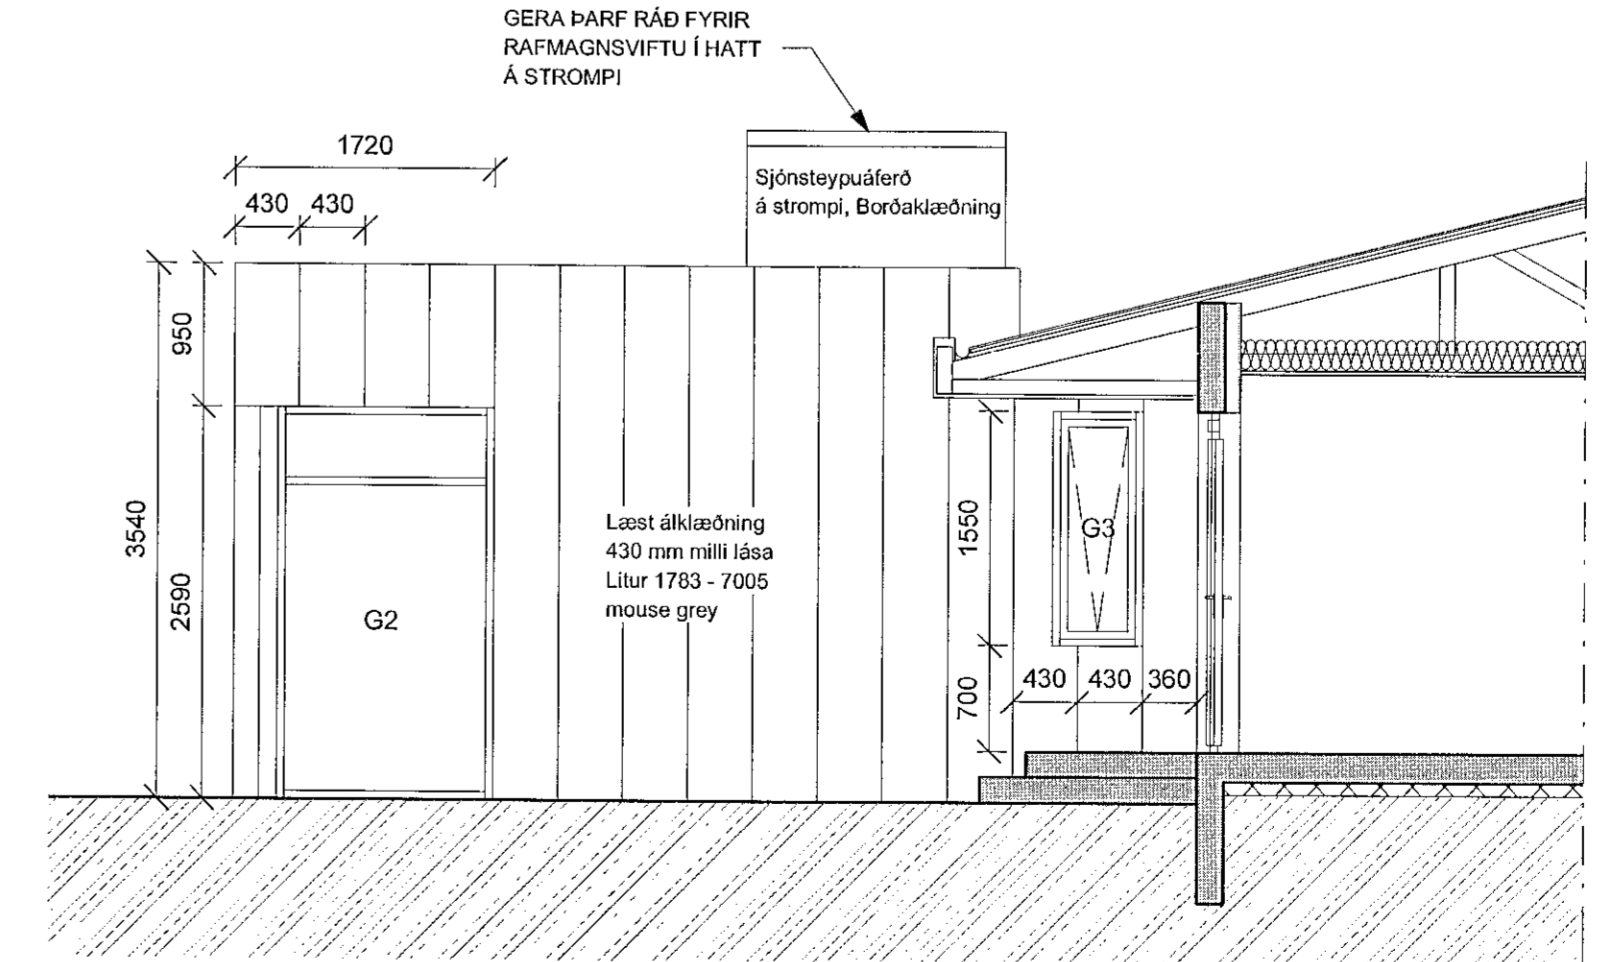 GERA ÞARF RÁÐ FYRIR
RAFMAGNSVIFTU Í HATT
Á STROMPI
1720
430 430
Sjónsteypuáferð
á strompi, Borðaklæðning
950
3540
2590
G2
Læst álklæðning
430 mm milli lása
Litur 1783 - 7005
mouse grey
1550
G3
700
430 430 360